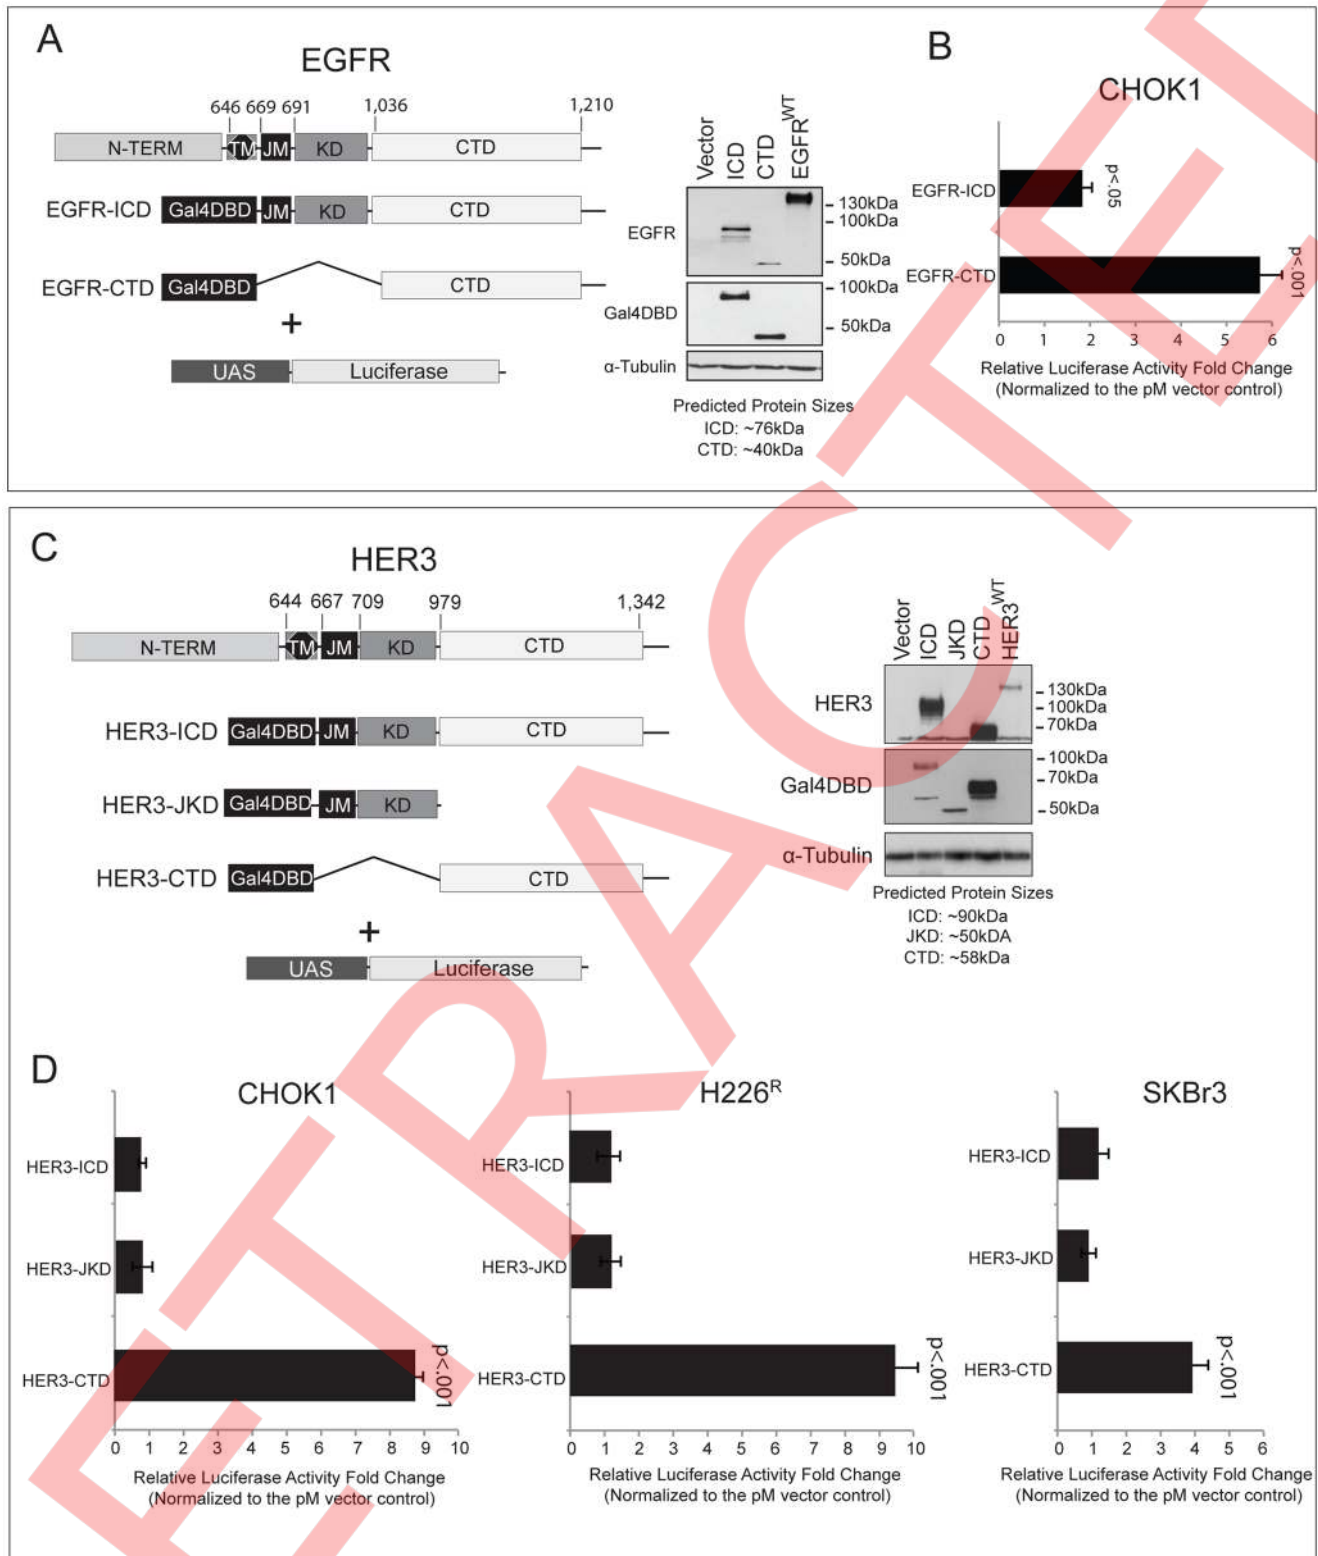 A
EGFR
646 669 691 1,036 1,210
N-TERM TM JM KD CTD
EGFR-ICD Gal4DBD JM KD CTD
EGFR-CTD Gal4DBD CTD
+
UAS Luciferase
Vector ICD CTD EGFRWT
EGFR
130kDa
100kDa
50kDa
Gal4DBD
100kDa
50kDa
α-Tubulin
Predicted Protein Sizes
ICD: ~76kDa
CTD: ~40kDa
B
CHOK1
EGFR-ICD p<.05
EGFR-CTD p<.001
0 1 2 3 4 5 6
Relative Luciferase Activity Fold Change
(Normalized to the pM vector control)
C
HER3
644 667 709 979 1,342
N-TERM TM JM KD CTD
HER3-ICD Gal4DBD JM KD CTD
HER3-JKD Gal4DBD JM KD
HER3-CTD Gal4DBD CTD
+
UAS Luciferase
Vector ICD JKD CTD HER3WT
HER3
130kDa
100kDa
70kDa
Gal4DBD
100kDa
70kDa
50kDa
α-Tubulin
Predicted Protein Sizes
ICD: ~90kDa
JKD: ~50kDA
CTD: ~58kDa
D
CHOK1
HER3-ICD
HER3-JKD
HER3-CTD p<.001
0 1 2 3 4 5 6 7 8 9 10
Relative Luciferase Activity Fold Change
(Normalized to the pM vector control)
H226R
HER3-ICD
HER3-JKD
HER3-CTD p<.001
0 1 2 3 4 5 6 7 8 9 10
Relative Luciferase Activity Fold Change
(Normalized to the pM vector control)
SKBr3
HER3-ICD
HER3-JKD
HER3-CTD p<.001
0 1 2 3 4 5 6
Relative Luciferase Activity Fold Change
(Normalized to the pM vector control)
ETRACTE